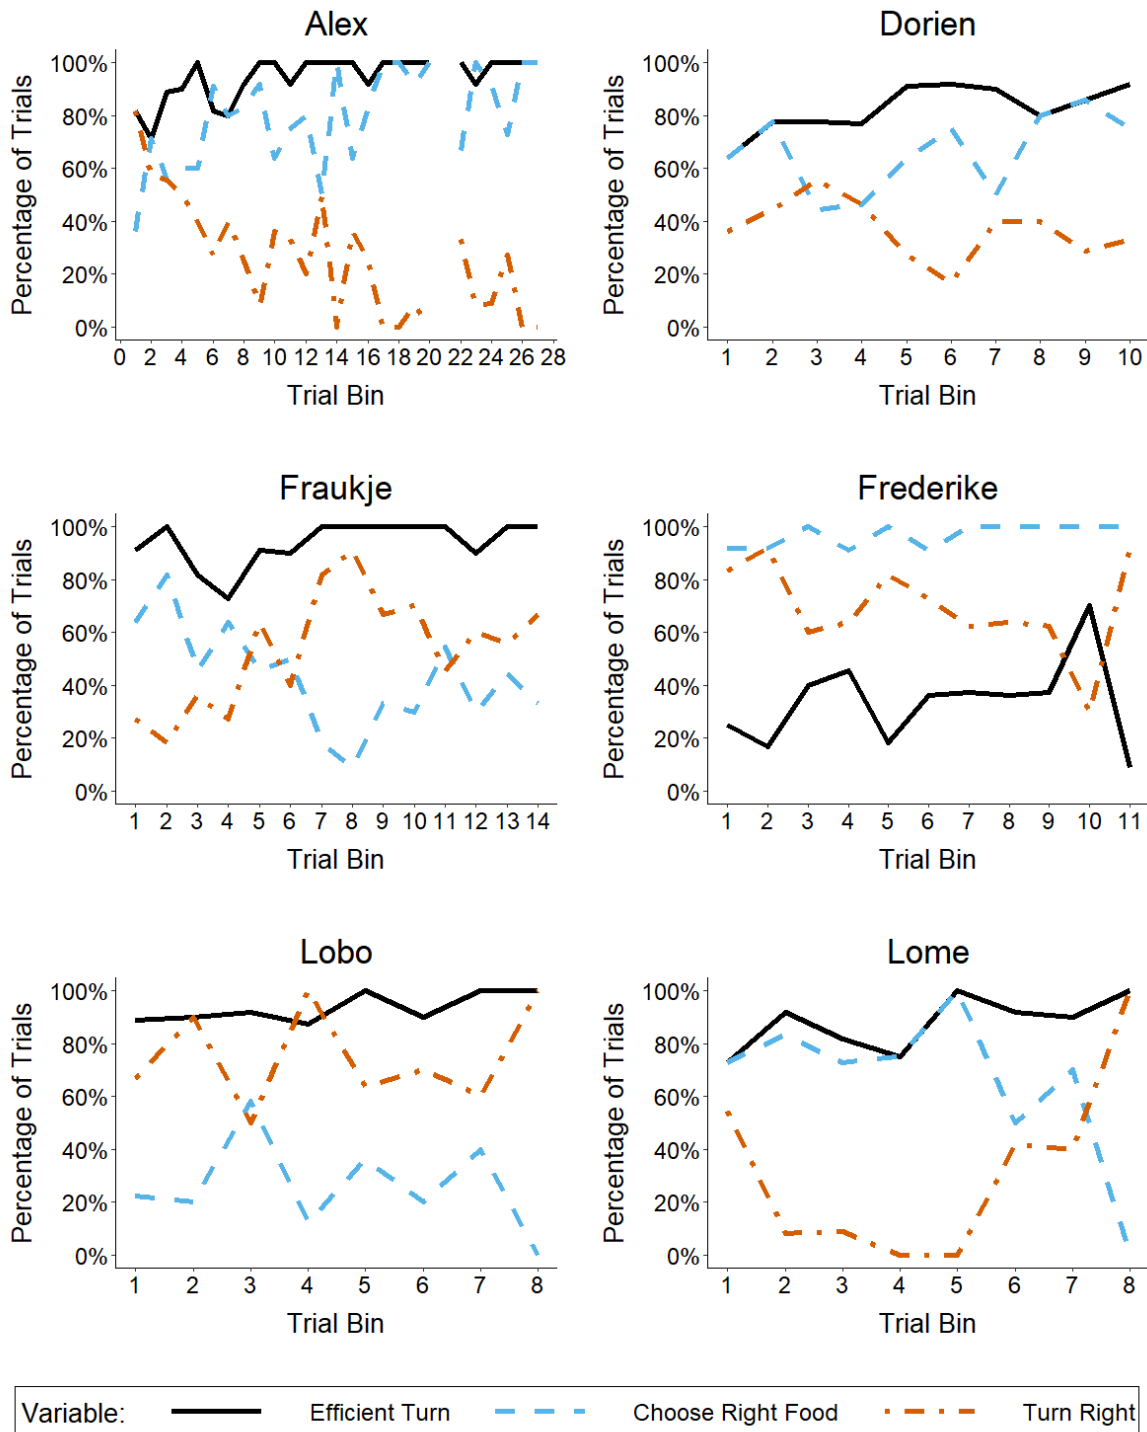 Alex
Dorien
Percentage of Trials
100%
80%
60%
40%
20%
0%
0 2 4 6 8 10 12 14 16 18 20 22 24 26 28
Trial Bin
Percentage of Trials
100%
80%
60%
40%
20%
0%
1 2 3 4 5 6 7 8 9 10
Trial Bin
Fraukje
Frederike
Percentage of Trials
100%
80%
60%
40%
20%
0%
1 2 3 4 5 6 7 8 9 10 11 12 13 14
Trial Bin
Percentage of Trials
100%
80%
60%
40%
20%
0%
1 2 3 4 5 6 7 8 9 10 11
Trial Bin
Lobo
Lome
Percentage of Trials
100%
80%
60%
40%
20%
0%
1 2 3 4 5 6 7 8
Trial Bin
Percentage of Trials
100%
80%
60%
40%
20%
0%
1 2 3 4 5 6 7 8
Trial Bin
Variable: Efficient Turn Choose Right Food Turn Right